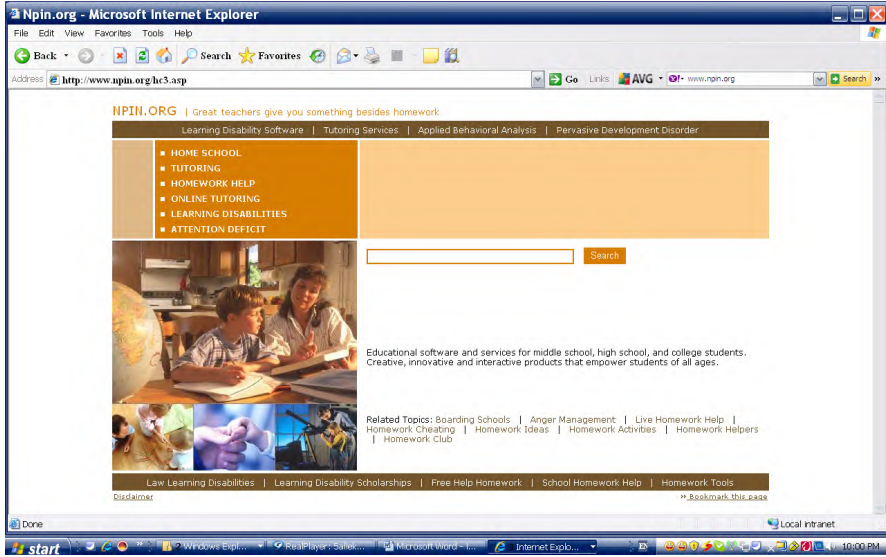 Npin.org - Microsoft Internet Explorer
File Edit View Favorites Tools Help
Back Search Favorites
Address http://www.npin.org/hc3.asp Go Links AVG www.npin.org Search »
NPIN.ORG | Great teachers give you something besides homework
Learning Disability Software | Tutoring Services | Applied Behavioral Analysis | Pervasive Development Disorder
HOME SCHOOL
TUTORING
HOMEWORK HELP
ONLINE TUTORING
LEARNING DISABILITIES
ATTENTION DEFICIT
Search
Educational software and services for middle school, high school, and college students.
Creative, innovative and interactive products that empower students of all ages.
Related Topics: Boarding Schools | Anger Management | Live Homework Help |
Homework Cheating | Homework Ideas | Homework Activities | Homework Helpers
| Homework Club
Law Learning Disabilities | Learning Disability Scholarships | Free Help Homework | School Homework Help | Homework Tools
Disclaimer » Bookmark this page
Done Local intranet
start » 2 Windows Expl... RealPlayer: Microsoft Word - Internet Explo... 10:00 PM